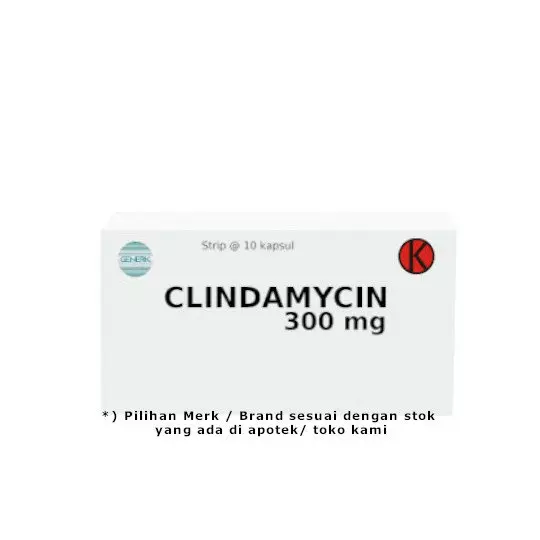 Strip @ 10 kapsul
GENERIK
K
CLINDAMYCIN
300 mg
*) Pilihan Merk / Brand sesuai dengan stok
yang ada di apotek/ toko kami